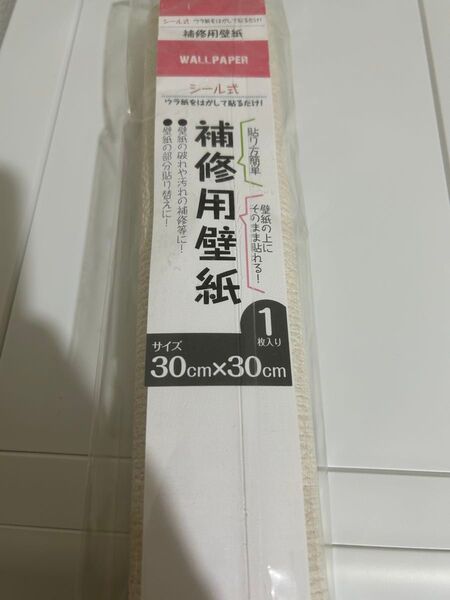 シール式 ウラ紙をはがして貼るだけ!
補修用壁紙
WALLPAPER
シール式
ウラ紙をはがして貼るだけ!
貼り方簡単
壁紙の上に
そのまま貼れる!
補修用壁紙
●壁紙の破れや汚れの補修等に!
●壁紙の部分貼り替えに!
1
枚入り
サイズ
30cm×30cm